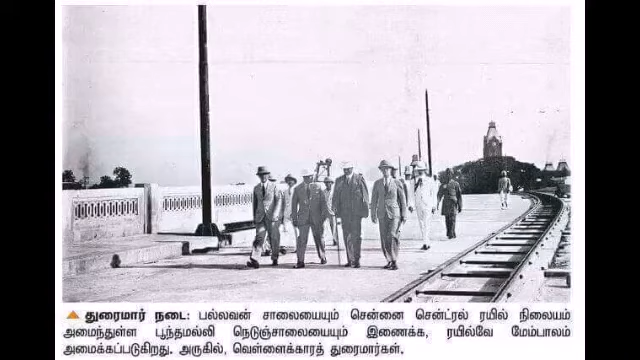 துரைமார் நடை: பல்லவன் சாலையையும் சென்னை சென்ட்ரல் ரயில் நிலையம்
அமைந்துள்ள பூந்தமல்லி நெடுஞ்சாலையையும் இணைக்க, ரயில்வே மேம்பாலம்
அமைக்கப்படுகிறது. அருகில், வெள்ளைக்காரத் துரைமார்கள்.